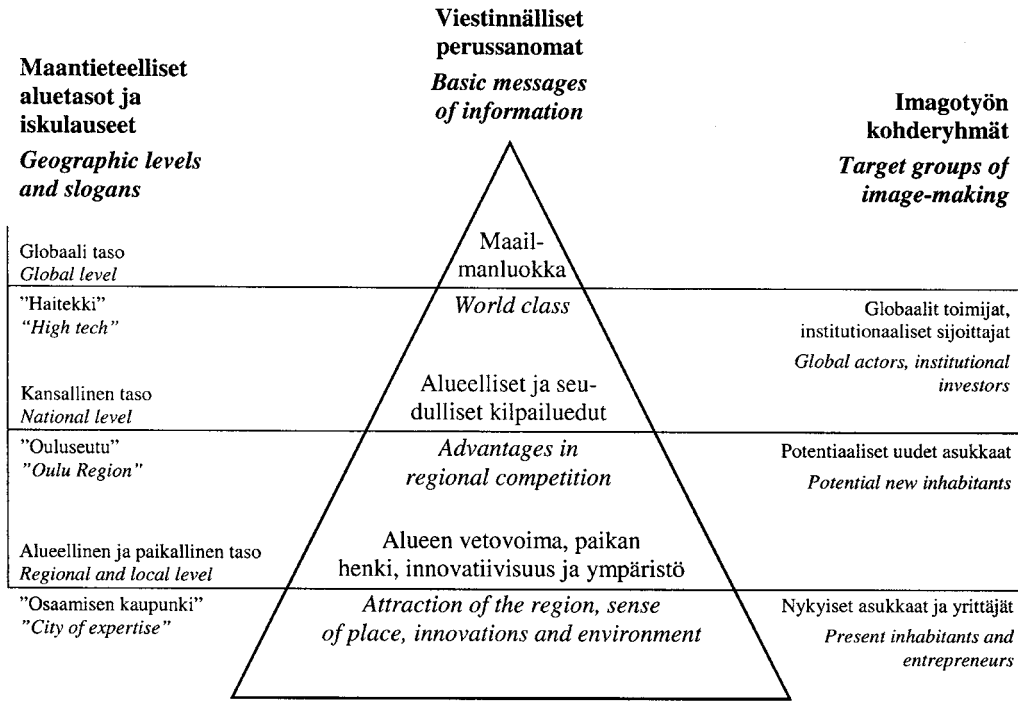 Viestinnälliset
perussanomat
Basic messages
of information
Maantieteelliset
aluetasot ja
iskulauseet
Geographic levels
and slogans
Imagotyön
kohderyhmät
Target groups of
image-making
Globaali taso
Global level
Maail-
manluokka
"Haitekki"
"High tech"
World class
Globaalit toimijat,
institutionaaliset sijoittajat
Global actors, institutional
investors
Kansallinen taso
National level
Alueelliset ja seu-
dulliset kilpailuedut
"Ouluseutu"
"Oulu Region"
Advantages in
regional competition
Potentiaaliset uudet asukkaat
Potential new inhabitants
Alueellinen ja paikallinen taso
Regional and local level
Alueen vetovoima, paikan
henki, innovatiivisuus ja ympäristö
"Osaamisen kaupunki"
"City of expertise"
Attraction of the region, sense
of place, innovations and environment
Nykyiset asukkaat ja yrittäjät
Present inhabitants and
entrepreneurs